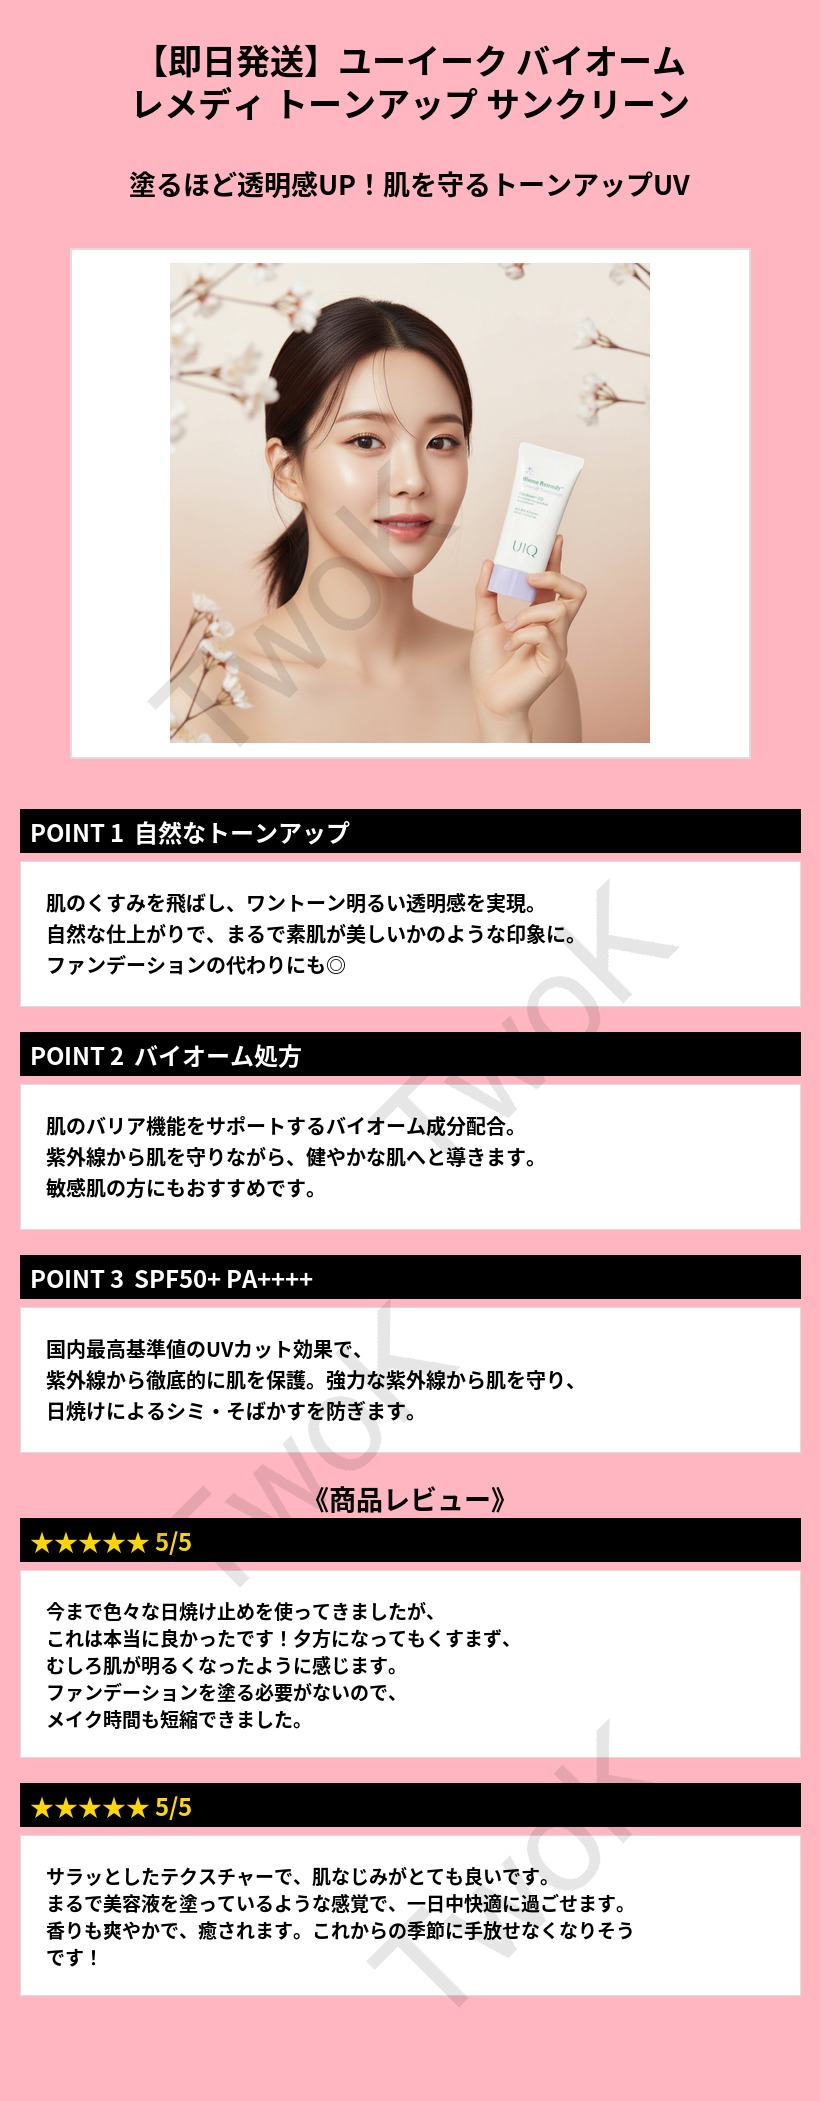 【即日発送】ユーイーク バイオーム
レメディ トーンアップ サンクリーン
塗るほど透明感UP！肌を守るトーンアップUV
Biome Remedy™
UIQ
POINT 1 自然なトーンアップ
肌のくすみを飛ばし、ワントーン明るい透明感を実現。
自然な仕上がりで、まるで素肌が美しいかのような印象に。
ファンデーションの代わりにも◎
POINT 2 バイオーム処方
肌のバリア機能をサポートするバイオーム成分配合。
紫外線から肌を守りながら、健やかな肌へと導きます。
敏感肌の方にもおすすめです。
POINT 3 SPF50+ PA++++
国内最高基準値のUVカット効果で、
紫外線から徹底的に肌を保護。強力な紫外線から肌を守り、
日焼けによるシミ・そばかすを防ぎます。
《商品レビュー》
★★★★★ 5/5
今まで色々な日焼け止めを使ってきましたが、
これは本当に良かったです！夕方になってもくすまず、
むしろ肌が明るくなったように感じます。
ファンデーションを塗る必要がないので、
メイク時間も短縮できました。
★★★★★ 5/5
サラッとしたテクスチャーで、肌なじみがとても良いです。
まるで美容液を塗っているような感覚で、一日中快適に過ごせます。
香りも爽やかで、癒されます。これからの季節に手放せなくなりそう
です！
TwoK
TwoK
TwoK
TwoK